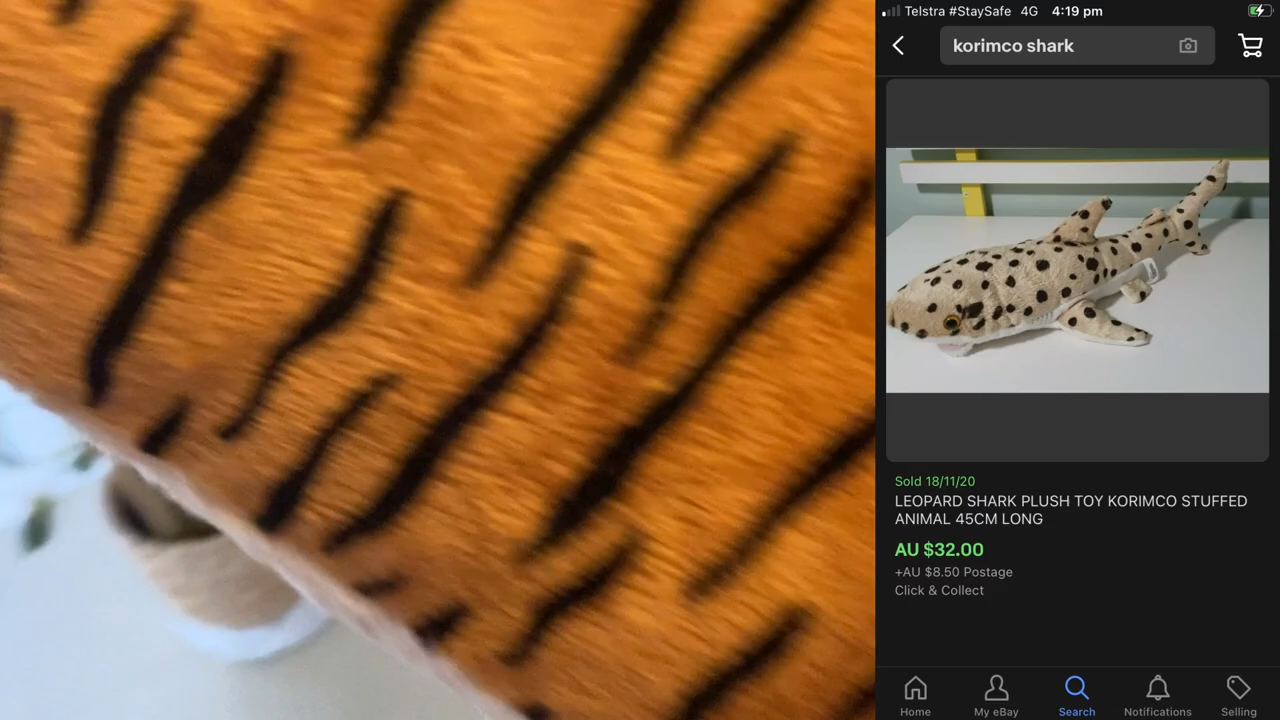 Telstra #StaySafe 4G 4:19 pm
korimco shark
Sold 18/11/20
LEOPARD SHARK PLUSH TOY KORIMCO STUFFED
ANIMAL 45CM LONG
AU $32.00
+AU $8.50 Postage
Click & Collect
Home My eBay Search Notifications Selling